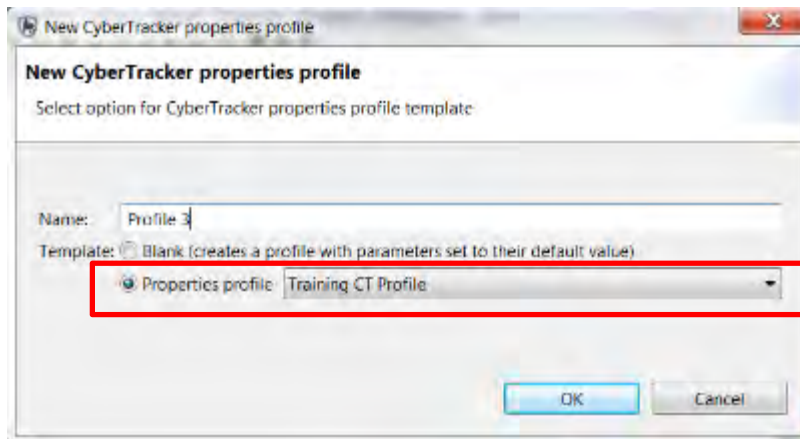 New CyberTracker properties profile
New CyberTracker properties profile
Select option for CyberTracker properties profile template
Name: Profile 3
Template: Blank (creates a profile with parameters set to their default value)
Properties profile Training CT Profile
OK Cancel